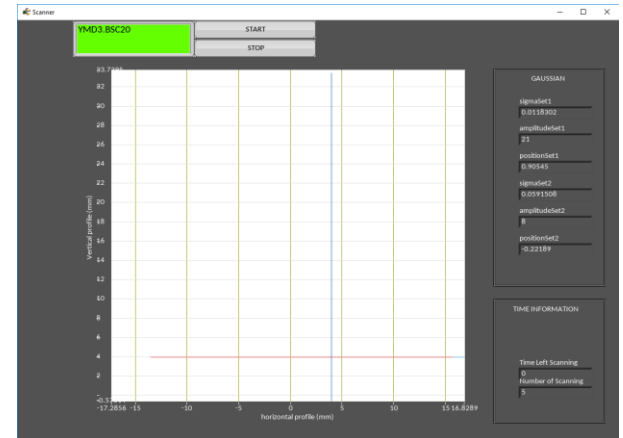 Scanner
YMD3.BSC20
START
STOP
32
30
28
26
24
22
20
18
16
14
12
10
8
6
4
2
Vertical profile (mm)
-17.2856 -15 -10 -5 0 5 10 15 16.8289
horizontal profile (mm)
GAUSSIAN
sigmaSet1
0.0118302
amplitudeSet1
21
positionSet1
0.90545
sigmaSet2
0.0591508
amplitudeSet2
8
positionSet2
-0.22189
TIME INFORMATION
Time Left Scanning
0
Number of Scanning
5